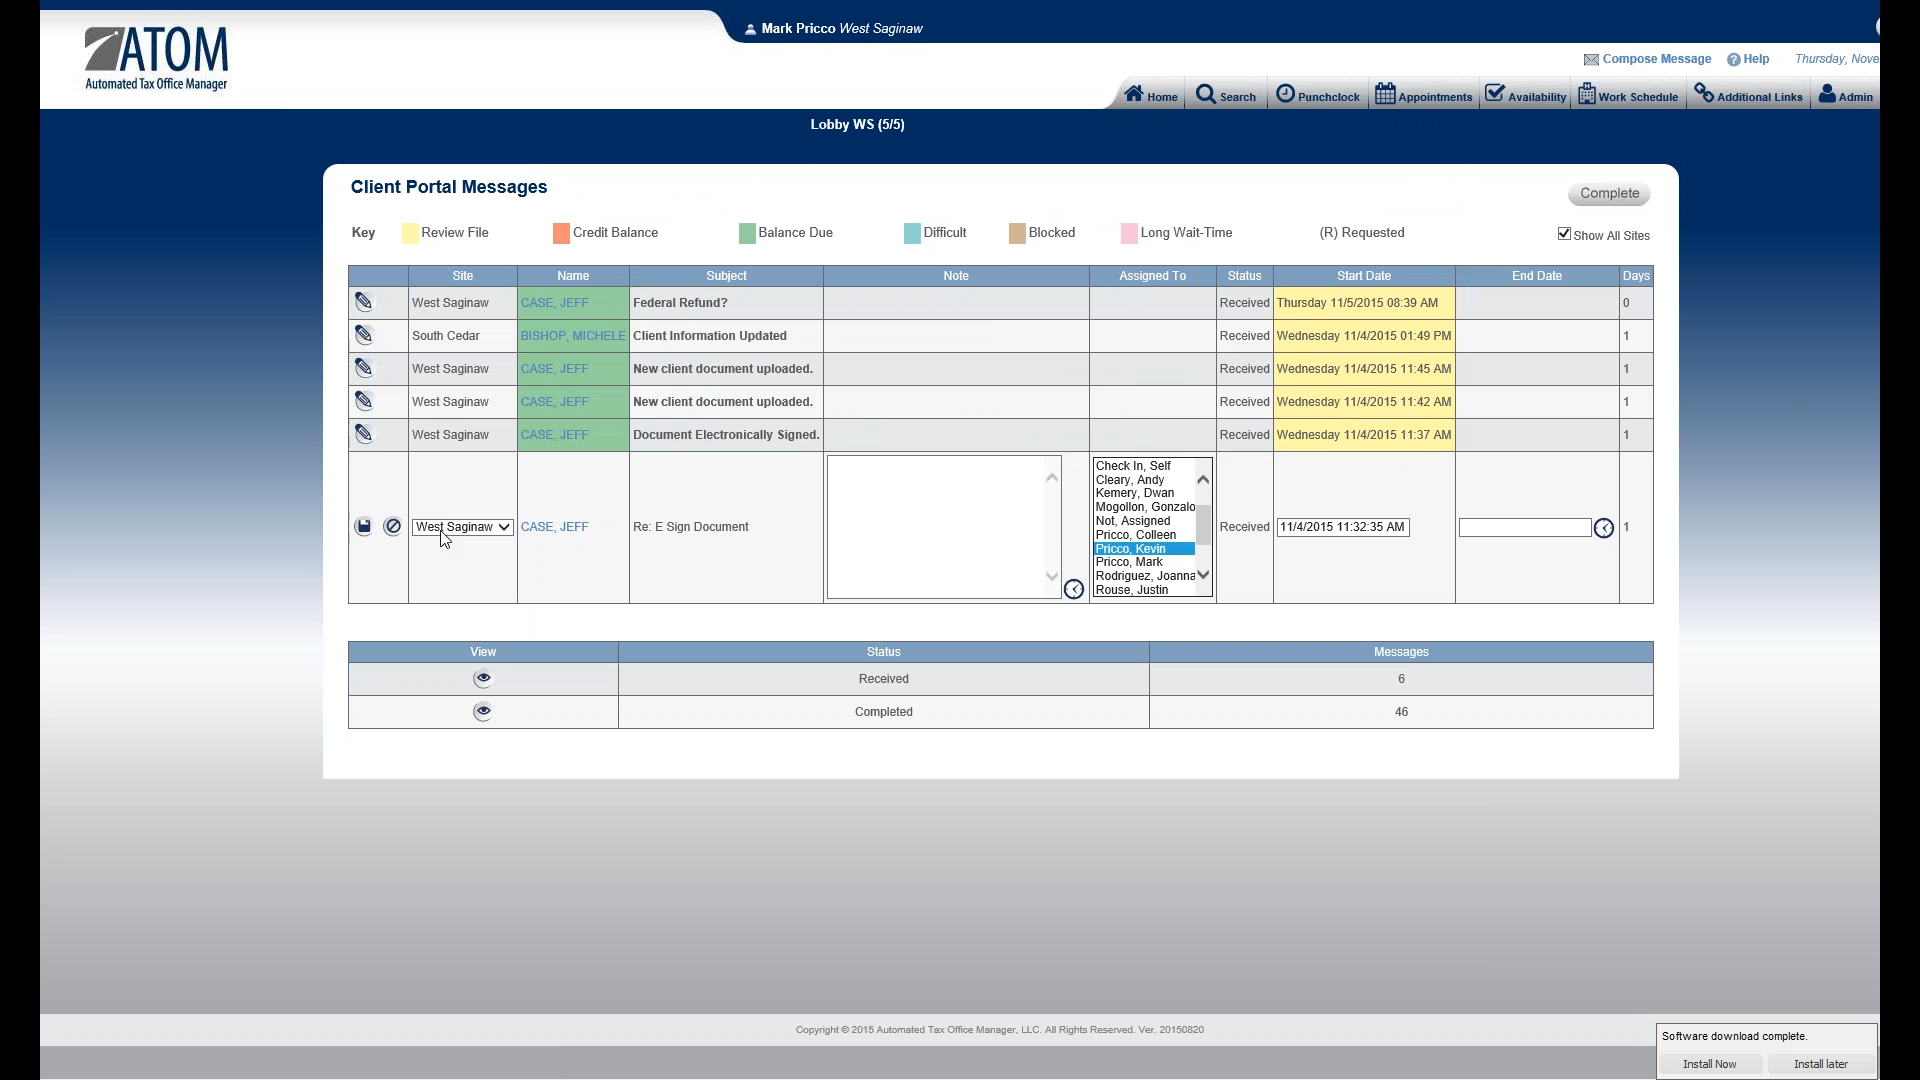 ATOM
Automated Tax Office Manager
Mark Pricco West Saginaw
Compose Message Help Thursday, Nove
Home Search Punchclock Appointments Availability Work Schedule Additional Links Admin
Lobby WS (5/5)
Client Portal Messages
Complete
Key Review File Credit Balance Balance Due Difficult Blocked Long Wait-Time (R) Requested Show All Sites
Site Name Subject Note Assigned To Status Start Date End Date Days
West Saginaw CASE, JEFF Federal Refund? Received Thursday 11/5/2015 08:39 AM 0
South Cedar BISHOP, MICHELE Client Information Updated Received Wednesday 11/4/2015 01:49 PM 1
West Saginaw CASE, JEFF New client document uploaded. Received Wednesday 11/4/2015 11:45 AM 1
West Saginaw CASE, JEFF New client document uploaded. Received Wednesday 11/4/2015 11:42 AM 1
West Saginaw CASE, JEFF Document Electronically Signed. Received Wednesday 11/4/2015 11:37 AM 1
West Saginaw CASE, JEFF Re: E Sign Document Received 11/4/2015 11:32:35 AM 1
Check In, Self
Cleary, Andy
Kemery, Dwan
Mogollon, Gonzalo
Not, Assigned
Pricco, Colleen
Pricco, Kevin
Pricco, Mark
Rodriguez, Joanna
Rouse, Justin
View Status Messages
Received 6
Completed 46
Copyright © 2015 Automated Tax Office Manager, LLC. All Rights Reserved. Ver. 20150820
Software download complete.
Install Now Install later